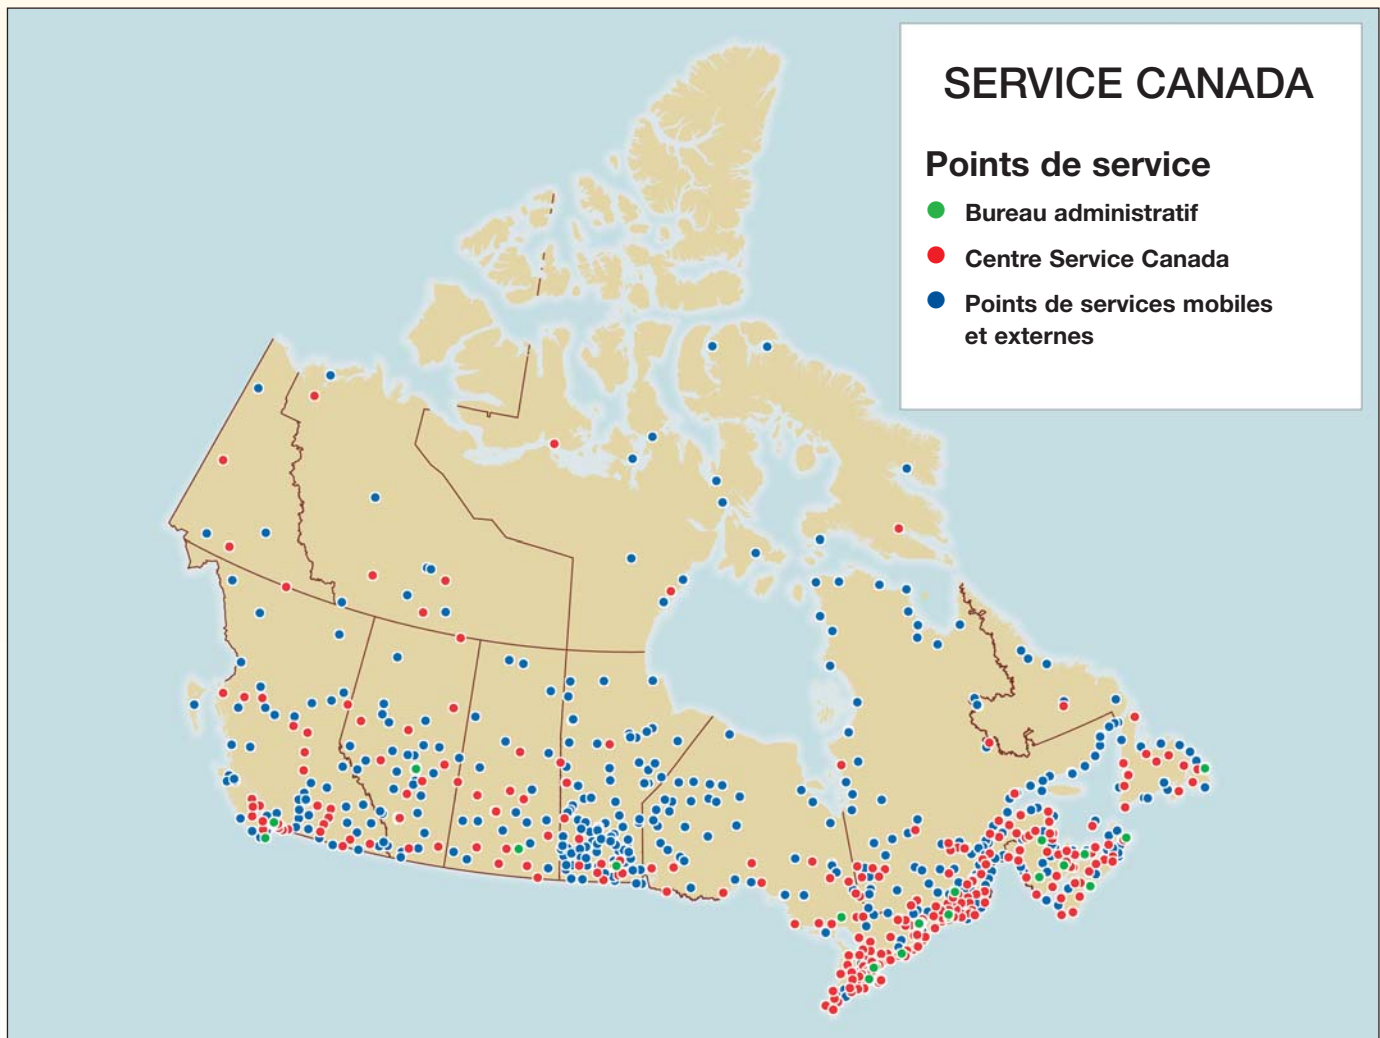 SERVICE CANADA
Points de service
Bureau administratif
Centre Service Canada
Points de services mobiles
et externes